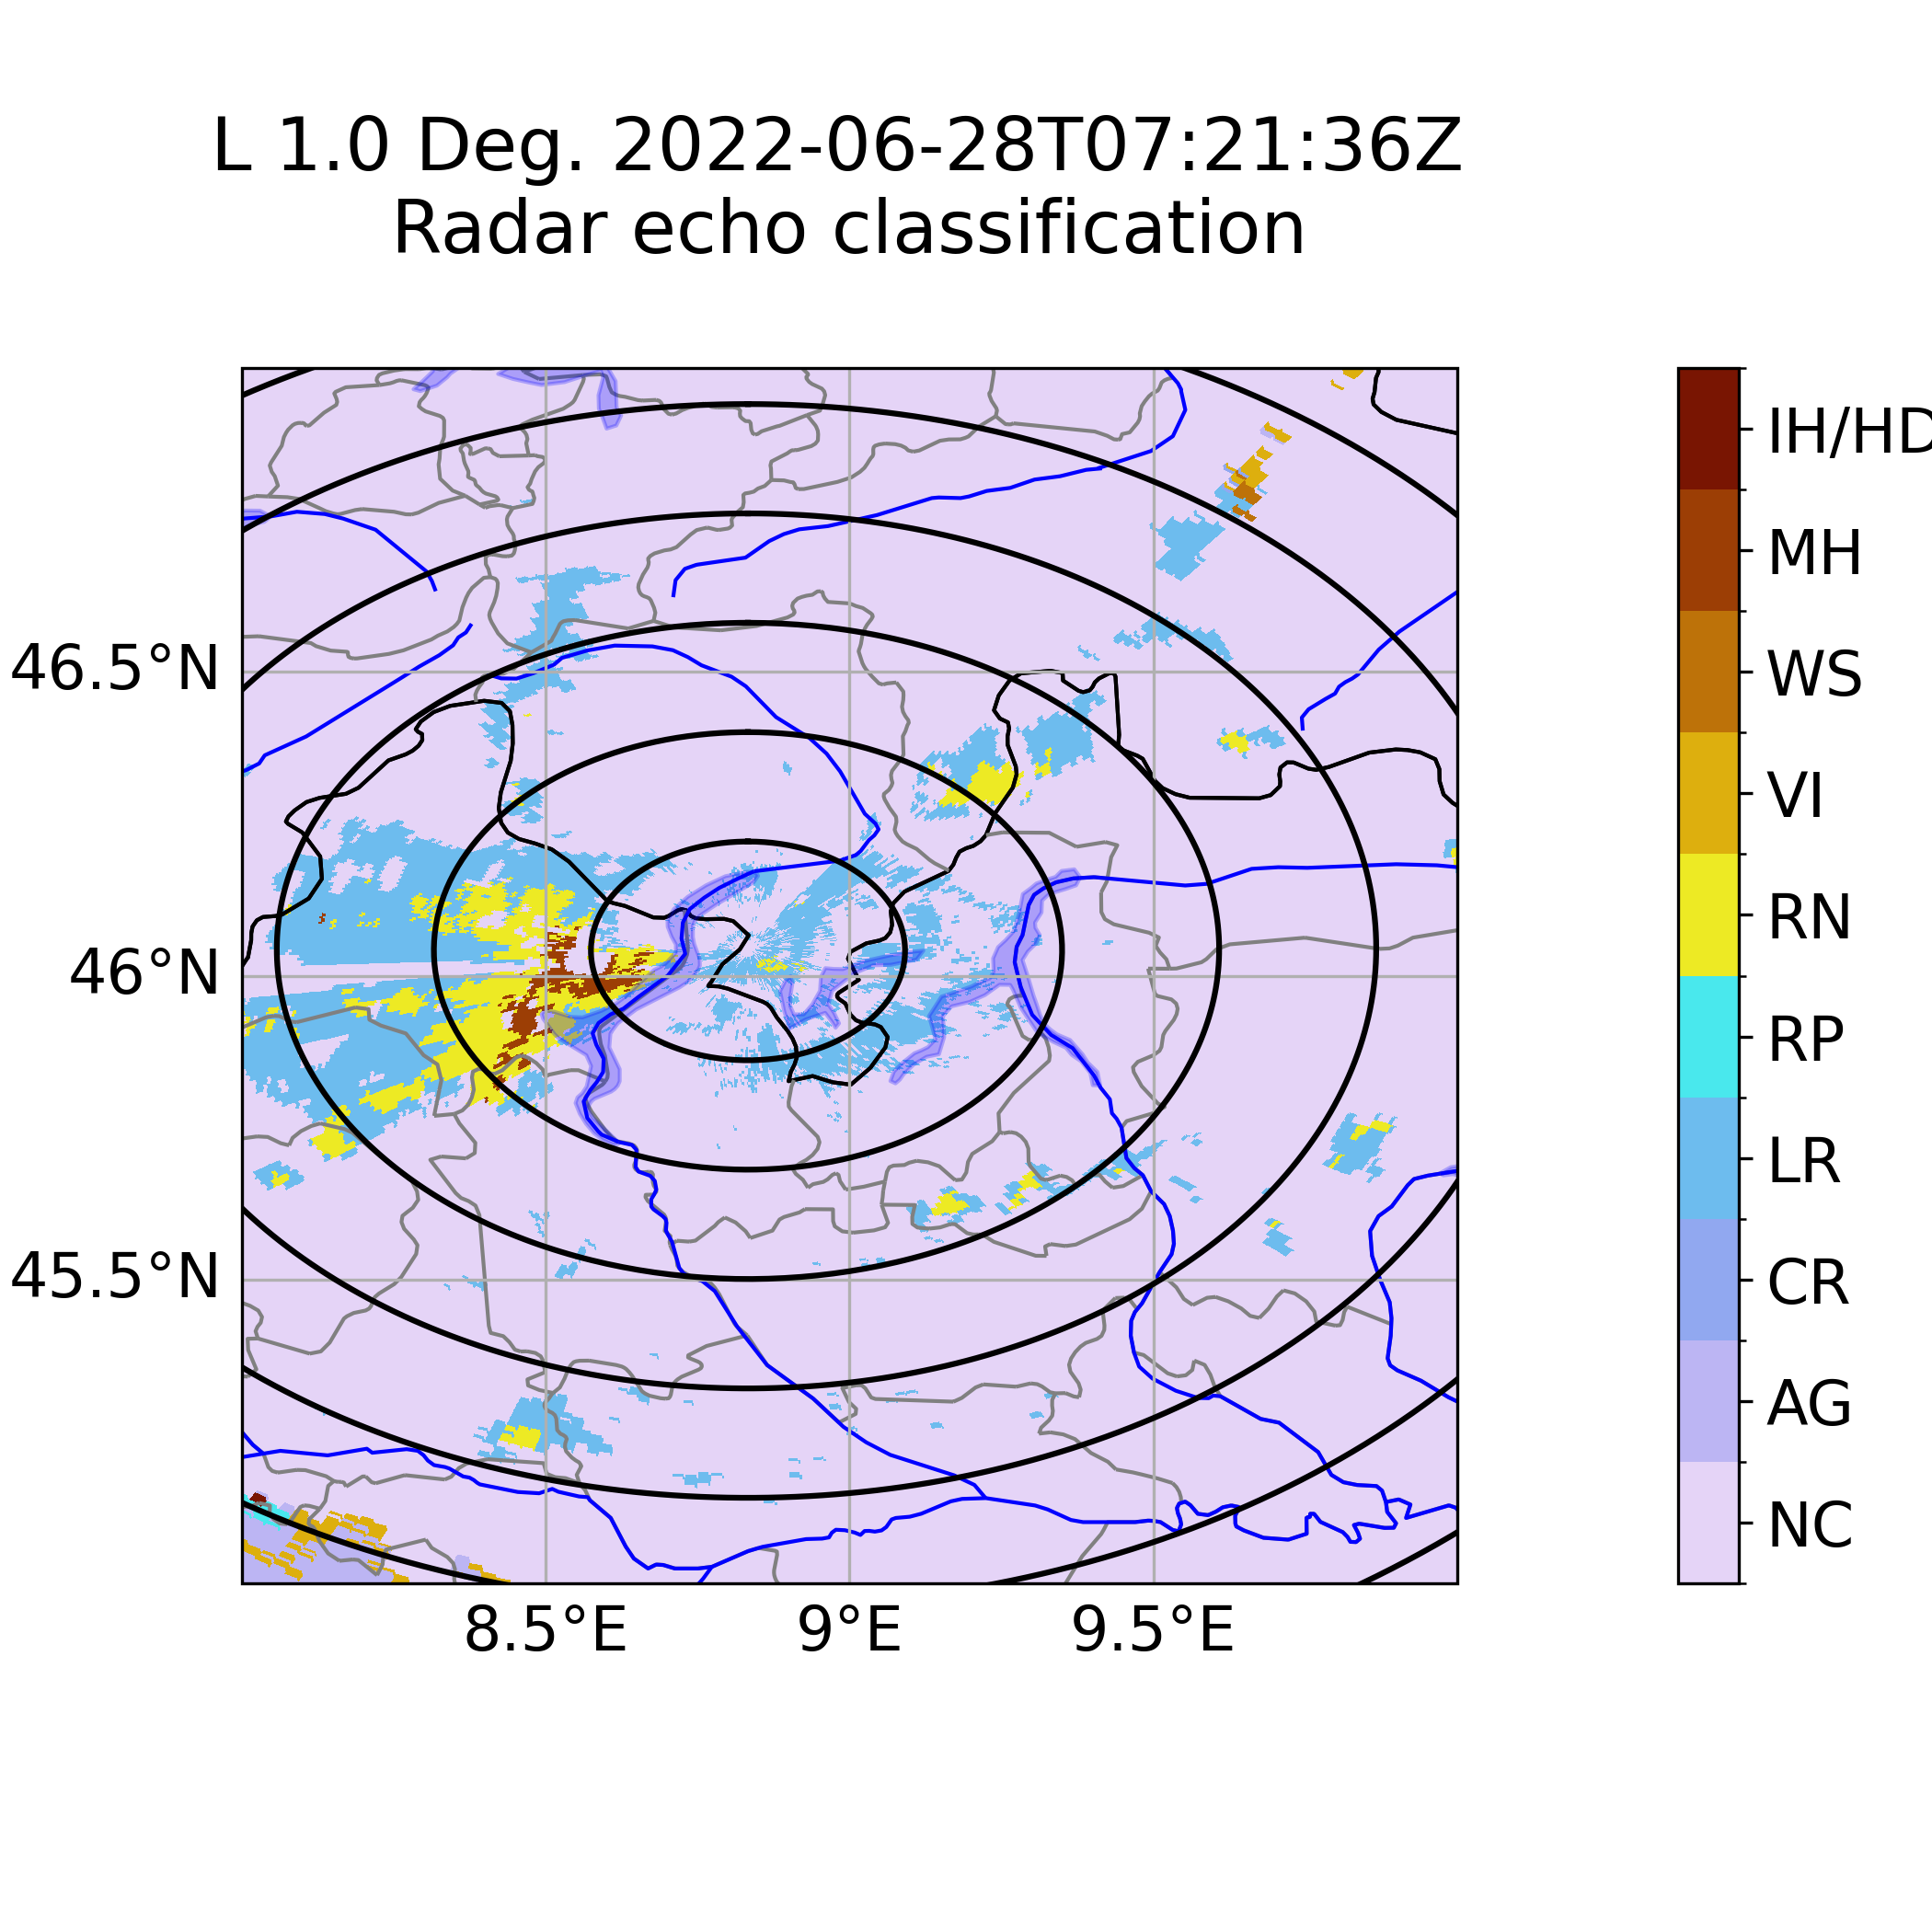 L 1.0 Deg. 2022-06-28T07:21:36Z
Radar echo classification
46.5°N
46°N
45.5°N
8.5°E 9°E 9.5°E
IH/HD
MH
WS
VI
RN
RP
LR
CR
AG
NC